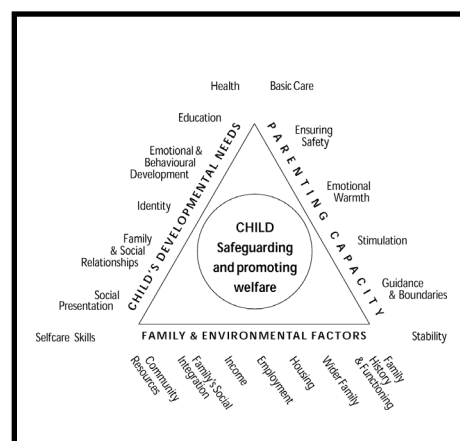 Health
Basic Care
Education
Ensuring
Safety
Emotional &
Behavioural
Development
Emotional
Warmth
Identity
Stimulation
Family
& Social
Relationships
Guidance
& Boundaries
Social
Presentation
Selfcare Skills
Stability
CHILD'S DEVELOPMENTAL NEEDS
PARENTING CAPACITY
CHILD
Safeguarding
and promoting
welfare
FAMILY & ENVIRONMENTAL FACTORS
Community
Resources
Family's Social
Integration
Income
Employment
Housing
Wider Family
Family
History
& Functioning